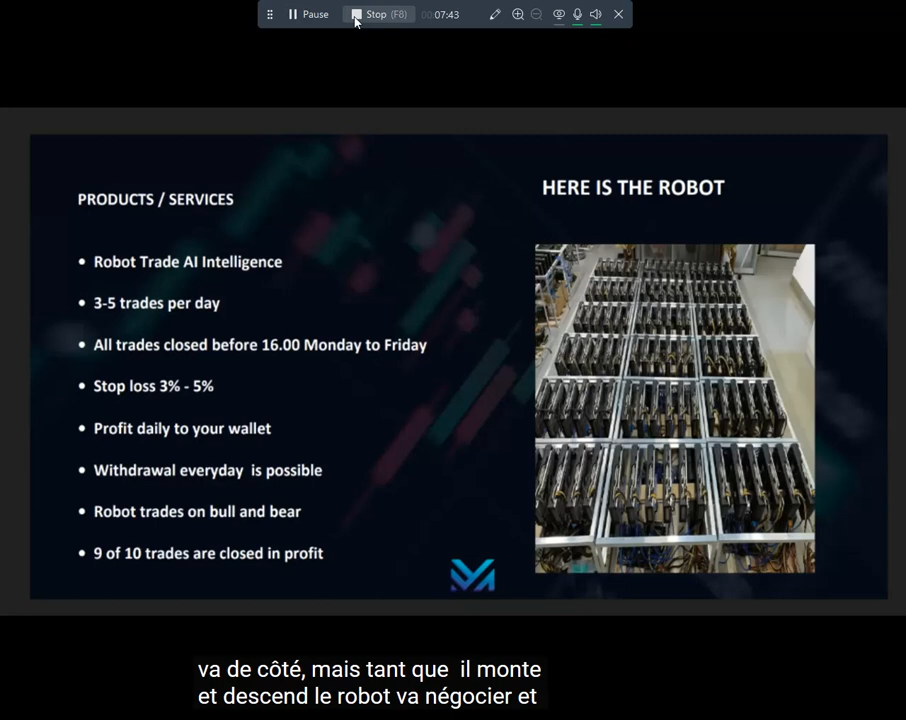 Pause
Stop (F8)
00:07:43
PRODUCTS / SERVICES
HERE IS THE ROBOT
• Robot Trade AI Intelligence
• 3-5 trades per day
• All trades closed before 16.00 Monday to Friday
• Stop loss 3% - 5%
• Profit daily to your wallet
• Withdrawal everyday is possible
• Robot trades on bull and bear
• 9 of 10 trades are closed in profit
va de côté, mais tant que il monte
et descend le robot va négocier et